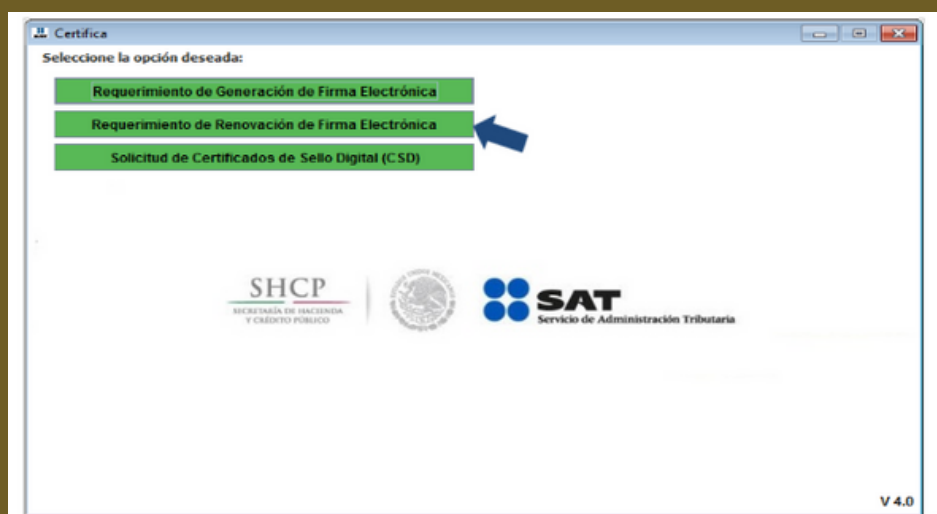 Certifica
Seleccione la opción deseada:
Requerimiento de Generación de Firma Electrónica
Requerimiento de Renovación de Firma Electrónica
Solicitud de Certificados de Sello Digital (CSD)
SHCP
SECRETARÍA DE HACIENDA
Y CRÉDITO PÚBLICO
SAT
Servicio de Administración Tributaria
V 4.0